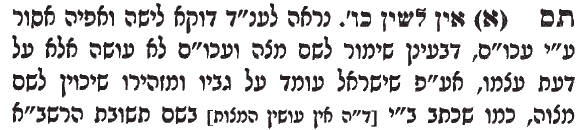 תם (א) אין לשין כו'. נראה לענ״ד דוקא לישה ואפיה אסור
ע״י עכו״ם, דבעינן שימור לשם מצה ועכו״ם לא עושה אלא על
דעת עצמו, אע״פ שישראל עומד על גביו ומזהירו שיכוין לשם
מצוה, כמו שכתב ב״י [ד״ה אין עושין המצות] בשם תשובת הרשב״א